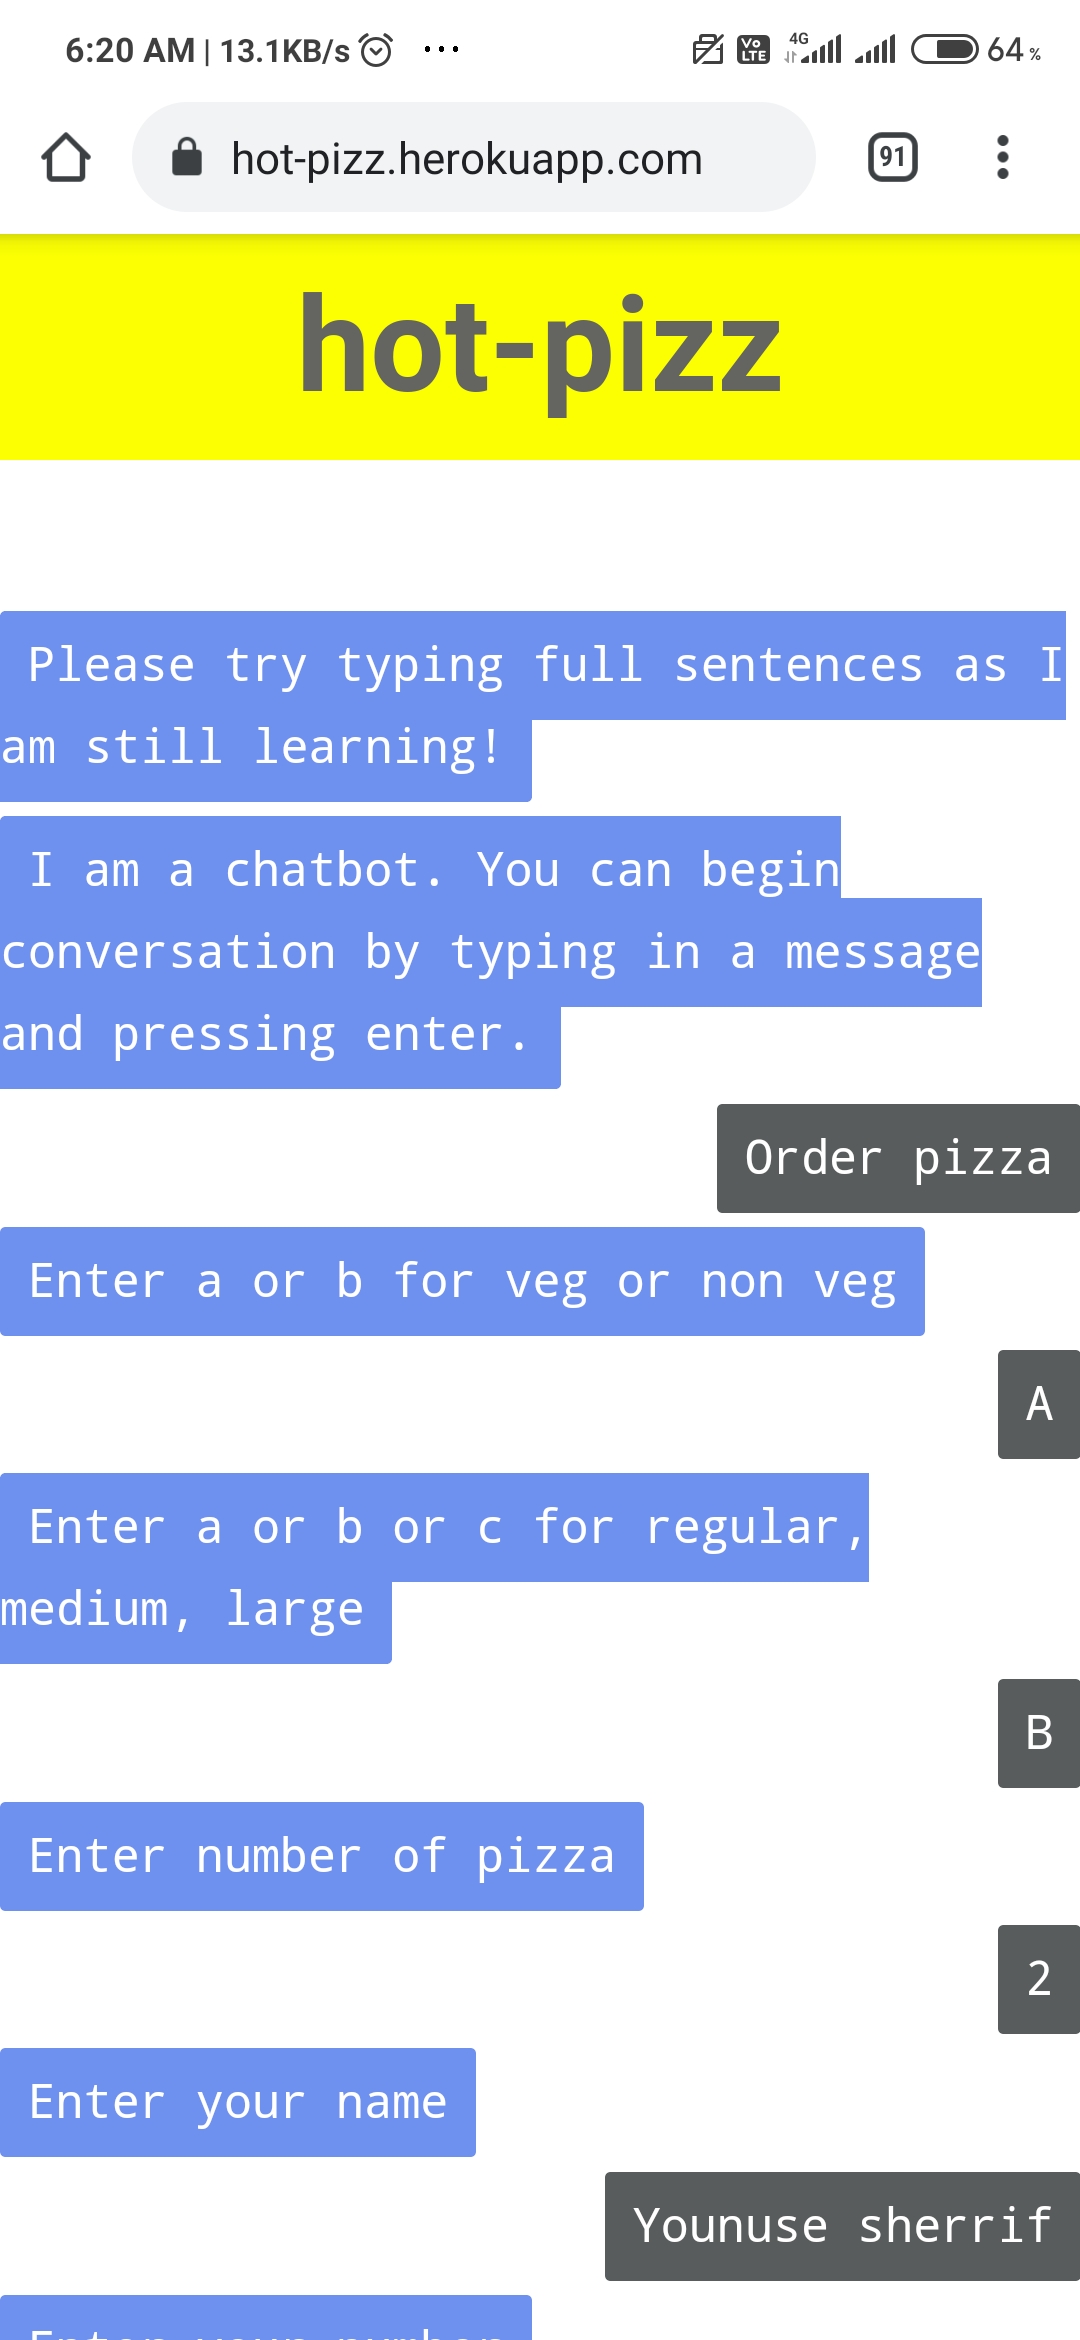 6:20 AM | 13.1KB/s ...
Vo LTE 4G 64 %
hot-pizz.herokuapp.com 91
hot-pizz
Please try typing full sentences as I
am still learning!
I am a chatbot. You can begin
conversation by typing in a message
and pressing enter.
Order pizza
Enter a or b for veg or non veg
A
Enter a or b or c for regular,
medium, large
B
Enter number of pizza
2
Enter your name
Younuse sherrif
Enter your number